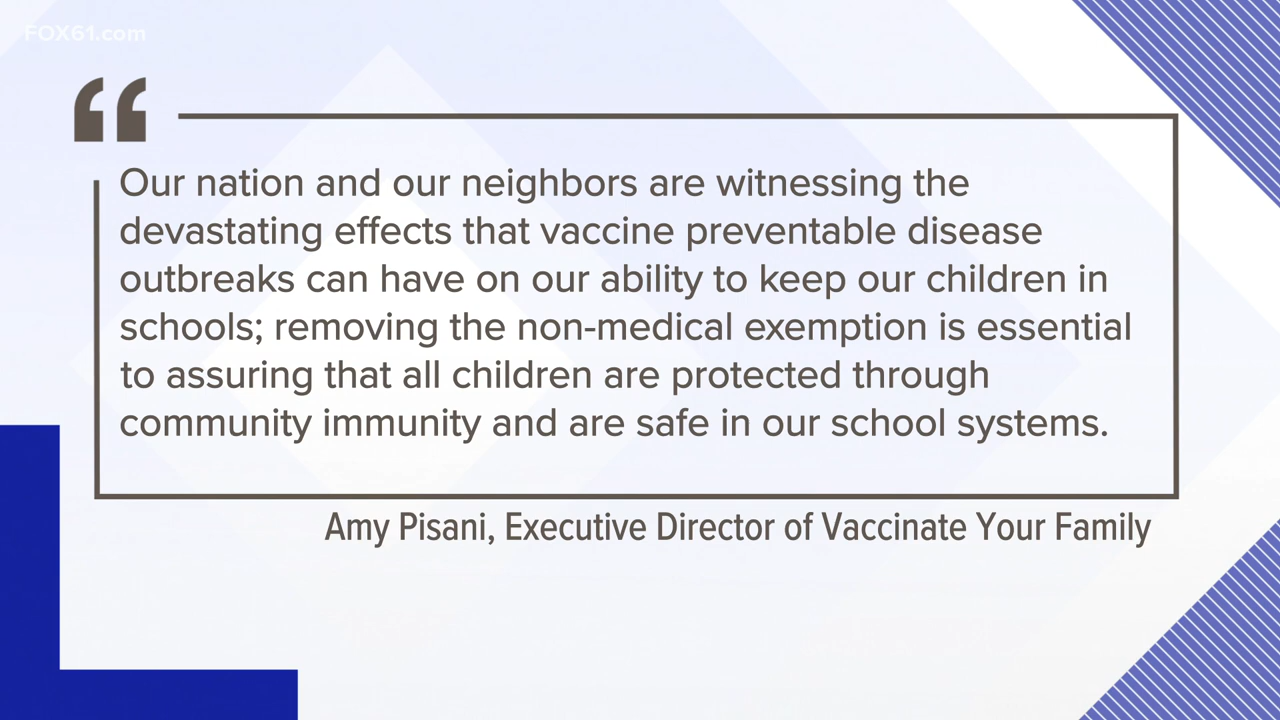 FOX61.com
“
Our nation and our neighbors are witnessing the
devastating effects that vaccine preventable disease
outbreaks can have on our ability to keep our children in
schools; removing the non-medical exemption is essential
to assuring that all children are protected through
community immunity and are safe in our school systems.
Amy Pisani, Executive Director of Vaccinate Your Family